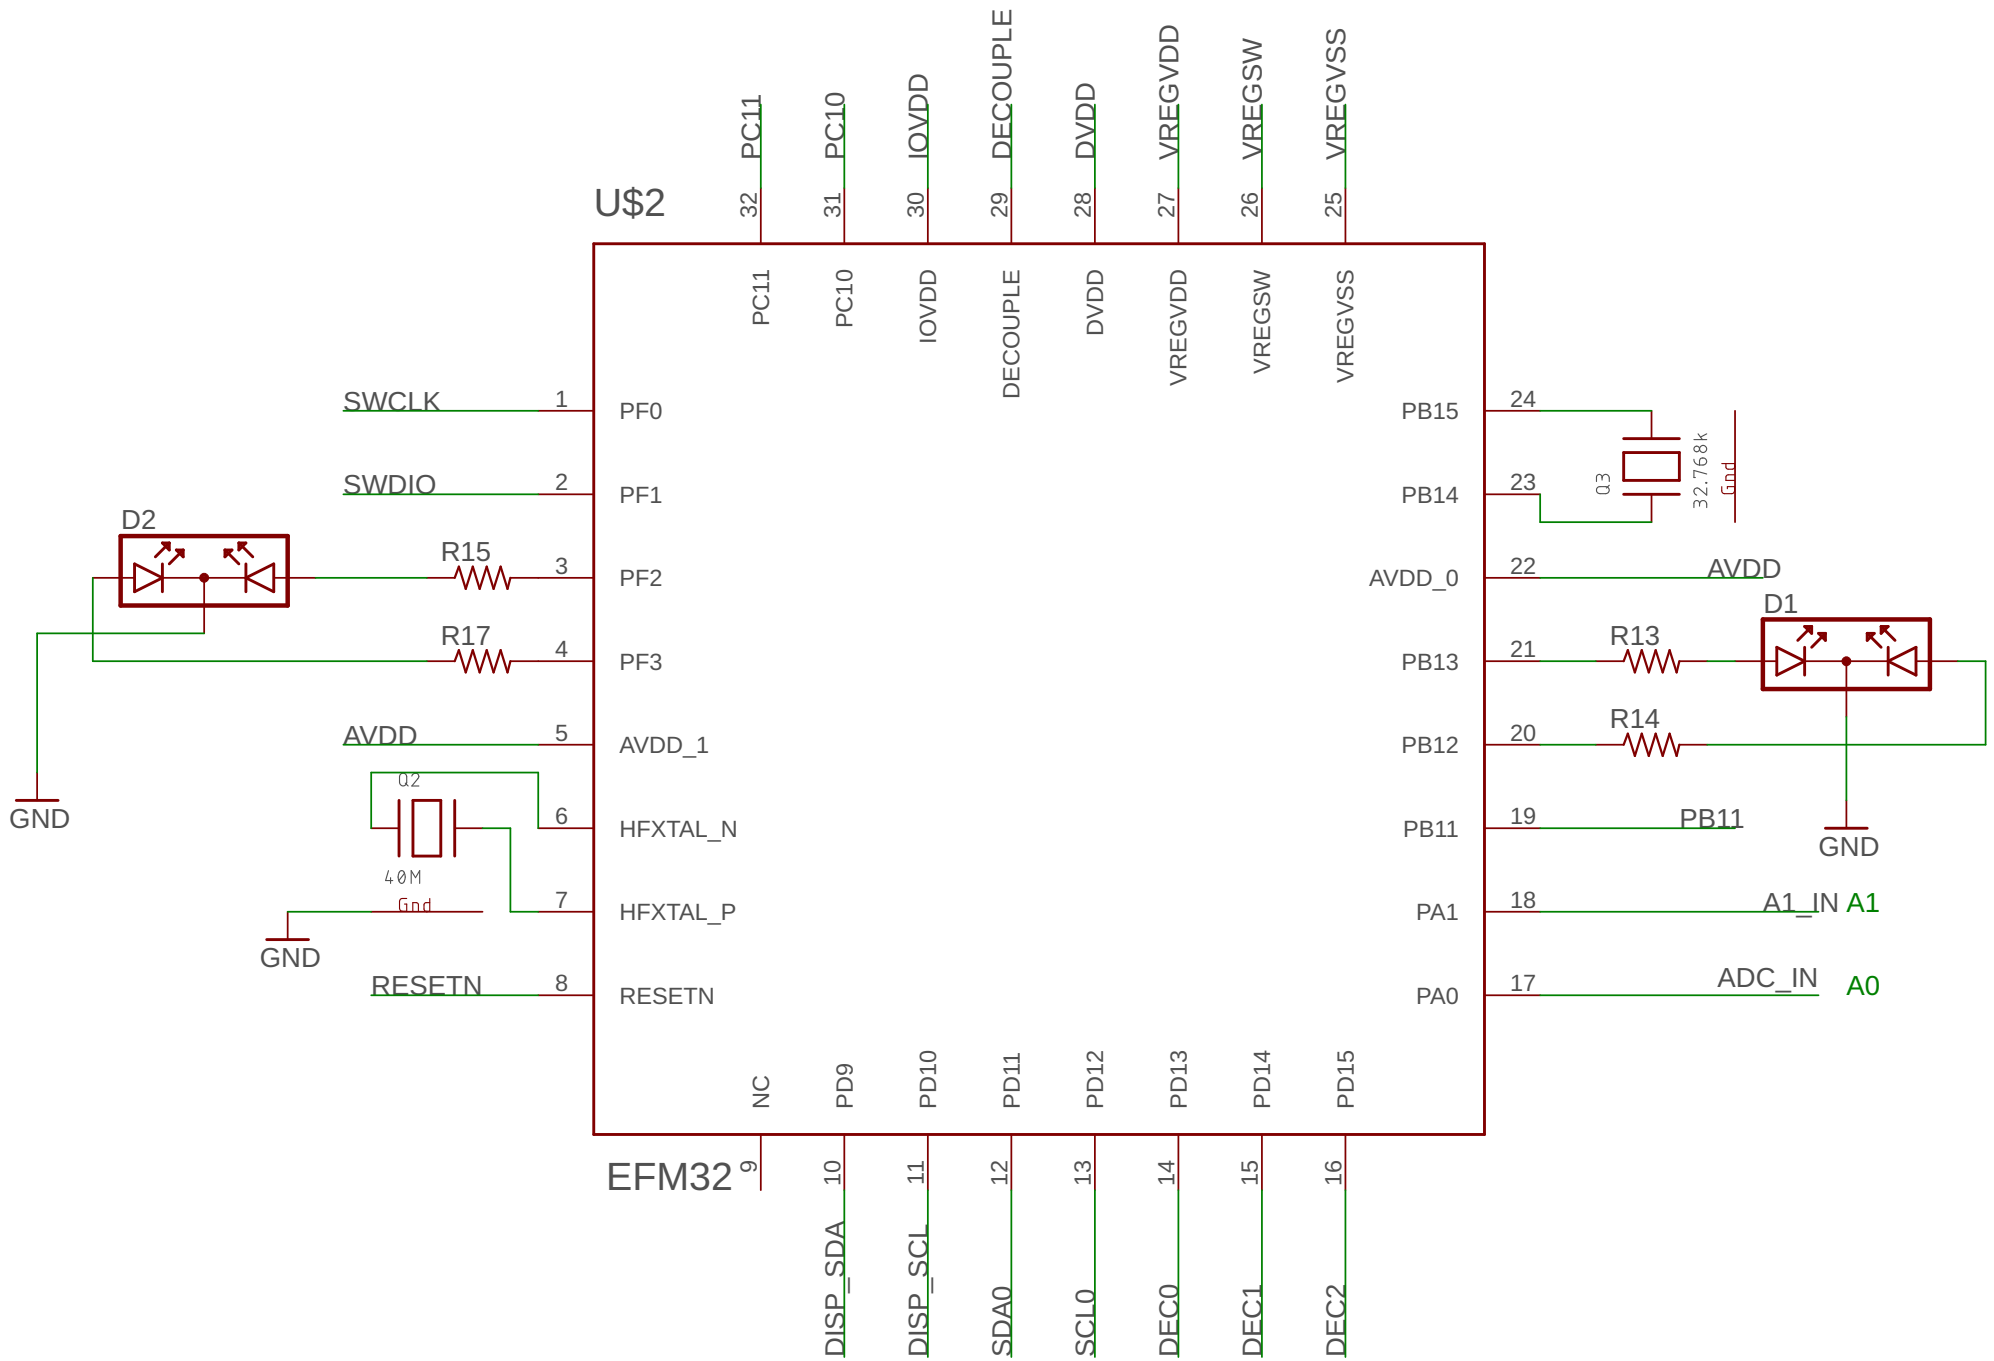 PC11
PC10
IOVDD
DECOUPLE
DVDD
VREGVDD
VREGSW
VREGVSS
U$2
32
31
30
29
28
27
26
25
PC11
PC10
IOVDD
DECOUPLE
DVDD
VREGVDD
VREGSW
VREGVSS
SWCLK 1 PF0
SWDIO 2 PF1
D2
R15 3 PF2
R17 4 PF3
AVDD 5 AVDD_1
Q2
6 HFXTAL_N
40M
Gnd
7 HFXTAL_P
GND
GND
RESETN 8 RESETN
PB15 24
PB14 23
Q3
32.768k
Gnd
AVDD_0 22 AVDD
D1
PB13 21 R13
PB12 20 R14
PB11 19 PB11
GND
PA1 18 A1_IN A1
PA0 17 ADC_IN A0
NC
PD9
PD10
PD11
PD12
PD13
PD14
PD15
EFM32
9
10
11
12
13
14
15
16
DISP_SDA
DISP_SCL
SDA0
SCL0
DEC0
DEC1
DEC2